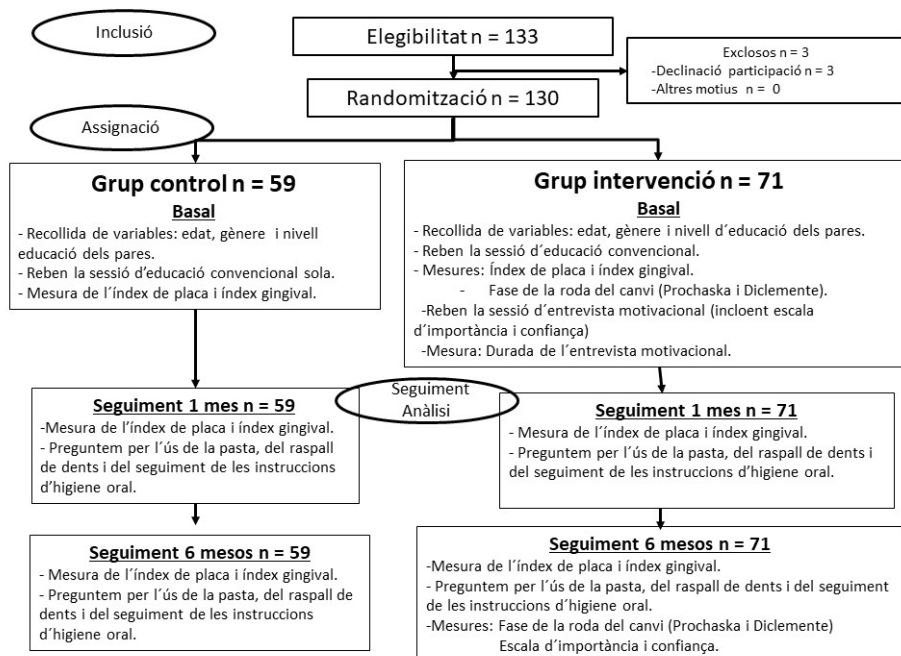 Inclusió
Elegibilitat n = 133
Exclosos n = 3
-Declinació participació n = 3
-Altres motius n = 0
Randomització n = 130
Assignació
Grup control n = 59
Basal
- Recollida de variables: edat, gènere i nivell
educació dels pares.
- Reben la sessió d'educació convencional sola.
- Mesura de l´índex de placa i índex gingival.
Grup intervenció n = 71
Basal
- Recollida de variables: edat, gènere i nivell d´educació dels pares.
- Reben la sessió d´educació convencional.
- Mesures: Índex de placa i índex gingival.
- Fase de la roda del canvi (Prochaska i Diclemente).
-Reben la sessió d´entrevista motivacional (incloent escala
d´importància i confiança)
-Mesura: Durada de l´entrevista motivacional.
Seguiment
Anàlisi
Seguiment 1 mes n = 59
-Mesura de l'índex de placa i índex gingival.
- Preguntem per l´ús de la pasta, del raspall
de dents i del seguiment de les instruccions
d'higiene oral.
Seguiment 1 mes n = 71
- Mesura de l´índex de placa i índex gingival.
- Preguntem per l´ús de la pasta, del raspall de dents i
del seguiment de les instruccions d´higiene oral.
Seguiment 6 mesos n = 59
- Mesura de l´índex de placa i índex gingival.
- Preguntem per l´ús de la pasta, del raspall de
dents i del seguiment de les instruccions
d´higiene oral.
Seguiment 6 mesos n = 71
-Mesura de l´índex de placa i índex gingival.
- Preguntem per l´ús de la pasta, del raspall de dents i del seguiment
de les instruccions d´higiene oral.
-Mesures: Fase de la roda del canvi (Prochaska i Diclemente)
Escala d´importància i confiança.